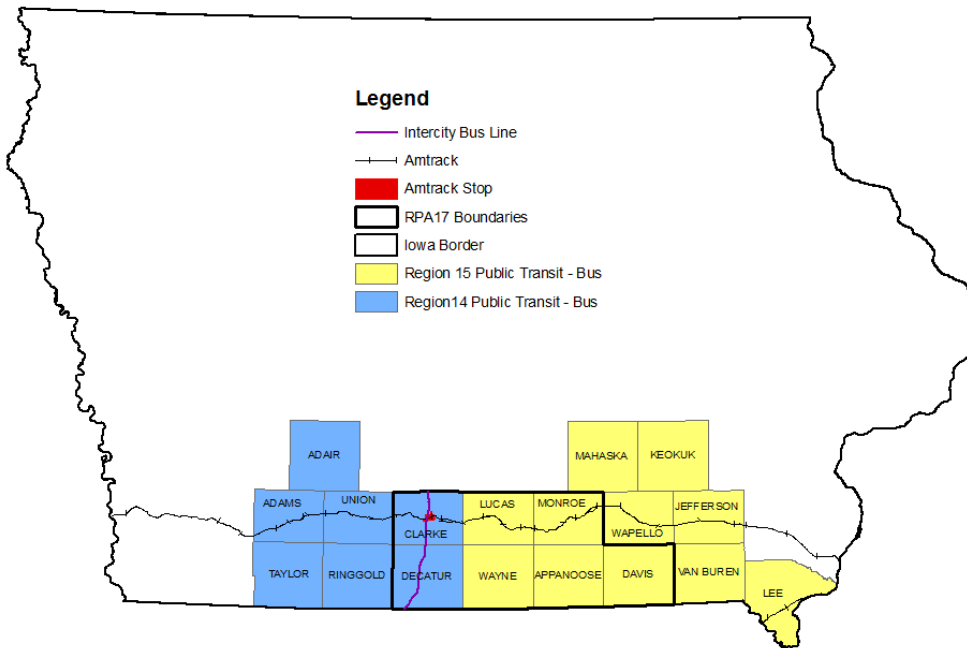 Legend
Intercity Bus Line
Amtrack
Amtrack Stop
RPA17 Boundaries
Iowa Border
Region 15 Public Transit - Bus
Region14 Public Transit - Bus
ADAIR
MAHASKA
KEOKUK
ADAMS
UNION
CLARKE
LUCAS
MONROE
WAPELLO
JEFFERSON
TAYLOR
RINGGOLD
DECATUR
WAYNE
APPANOOSE
DAVIS
VAN BUREN
LEE